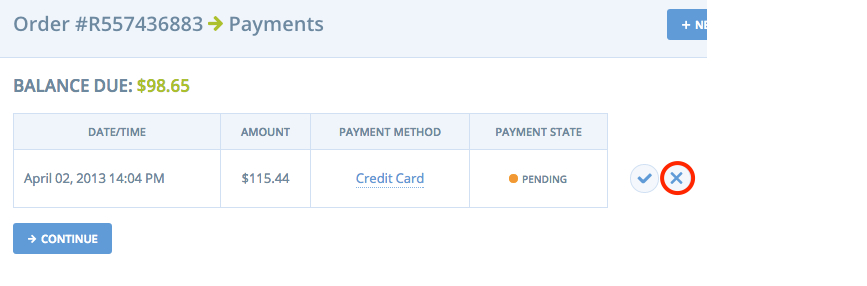 Order #R557436883 → Payments
+ NE
BALANCE DUE: $98.65
DATE/TIME AMOUNT PAYMENT METHOD PAYMENT STATE
April 02, 2013 14:04 PM $115.44 Credit Card PENDING
→ CONTINUE